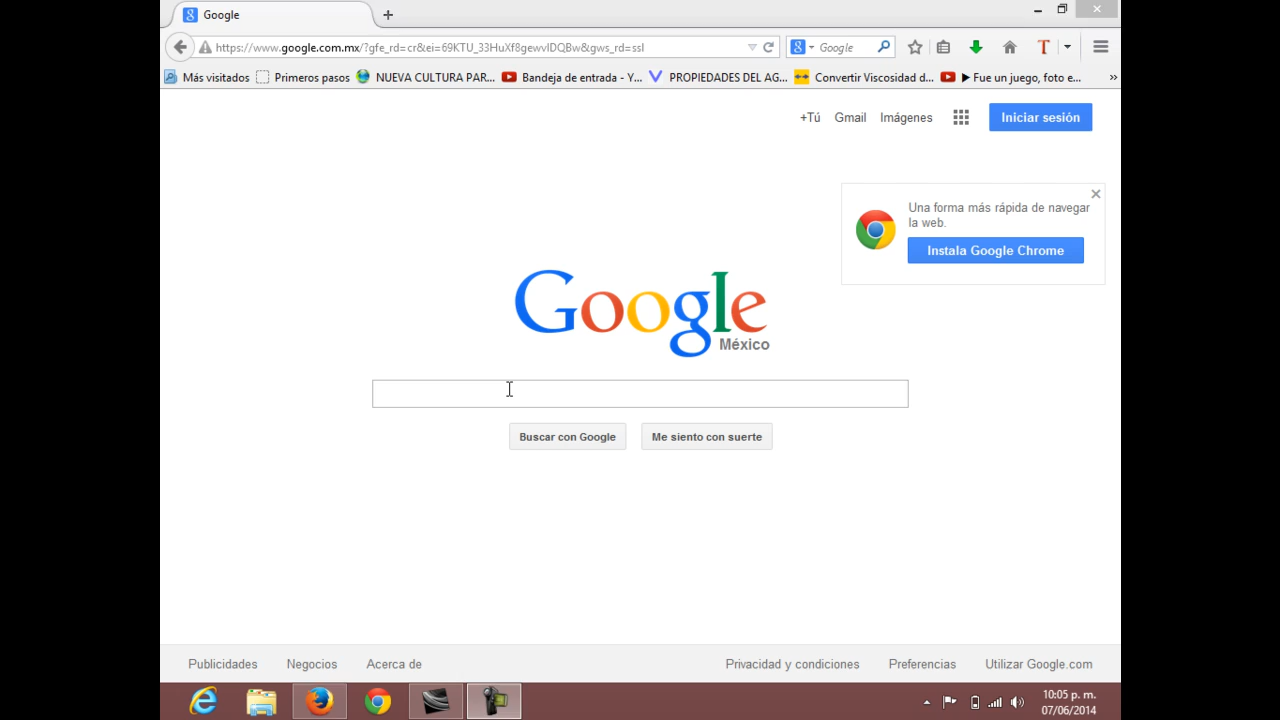 Google
https://www.google.com.mx/?gfe_rd=cr&ei=69KTU_33HuXf8gewvIDQBw&gws_rd=ssl
Google
Más visitados Primeros pasos NUEVA CULTURA PAR... Bandeja de entrada - Y... PROPIEDADES DEL AG... Convertir Viscosidad d... Fue un juego, foto e...
+Tú Gmail Imágenes Iniciar sesión
Una forma más rápida de navegar
la web.
Instala Google Chrome
Google
México
Buscar con Google Me siento con suerte
Publicidades Negocios Acerca de Privacidad y condiciones Preferencias Utilizar Google.com
10:05 p. m.
07/06/2014